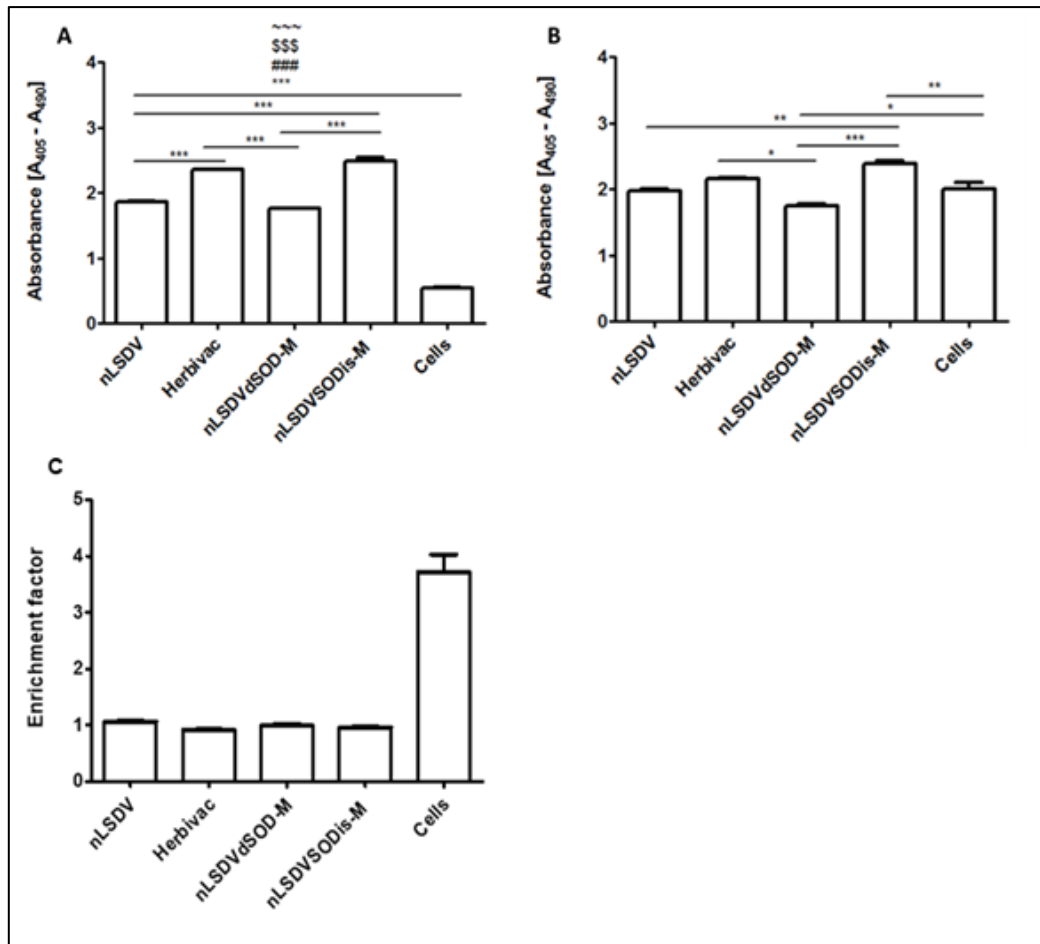 A
~~~
$$$
###
***
***
***
***
***
Absorbance [A405 - A490]
4
3
2
1
0
nLSDV
Herbivac
nLSDVdSOD-M
nLSDVSODis-M
Cells
B
**
*
**
***
*
Absorbance [A405 - A490]
4
3
2
1
0
nLSDV
Herbivac
nLSDVdSOD-M
nLSDVSODis-M
Cells
C
Enrichment factor
5
4
3
2
1
0
nLSDV
Herbivac
nLSDVdSOD-M
nLSDVSODis-M
Cells